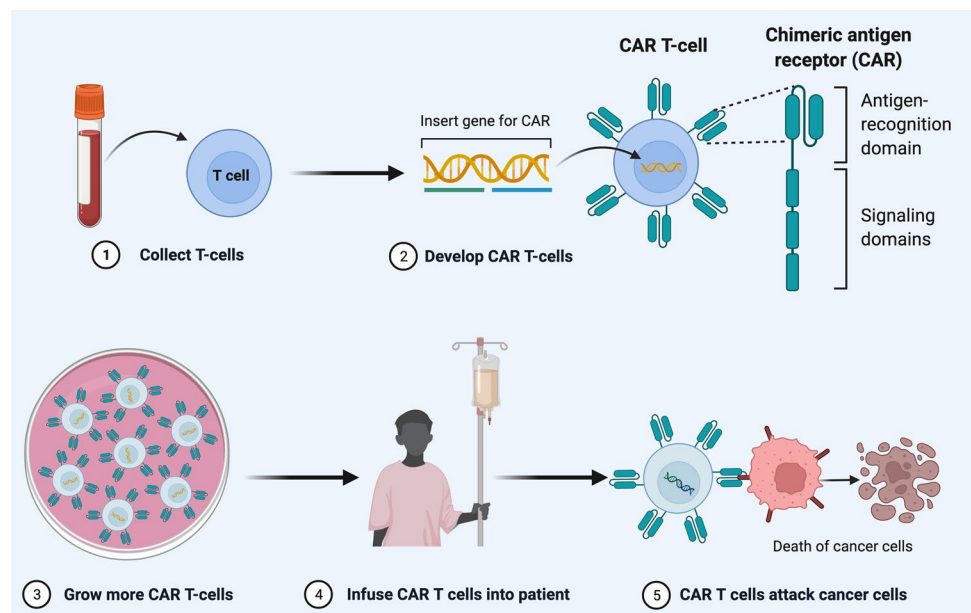 CAR T-cell
Chimeric antigen
receptor (CAR)
Insert gene for CAR
T cell
Antigen-
recognition
domain
Signaling
domains
1 Collect T-cells
2 Develop CAR T-cells
Death of cancer cells
3 Grow more CAR T-cells
4 Infuse CAR T cells into patient
5 CAR T cells attack cancer cells